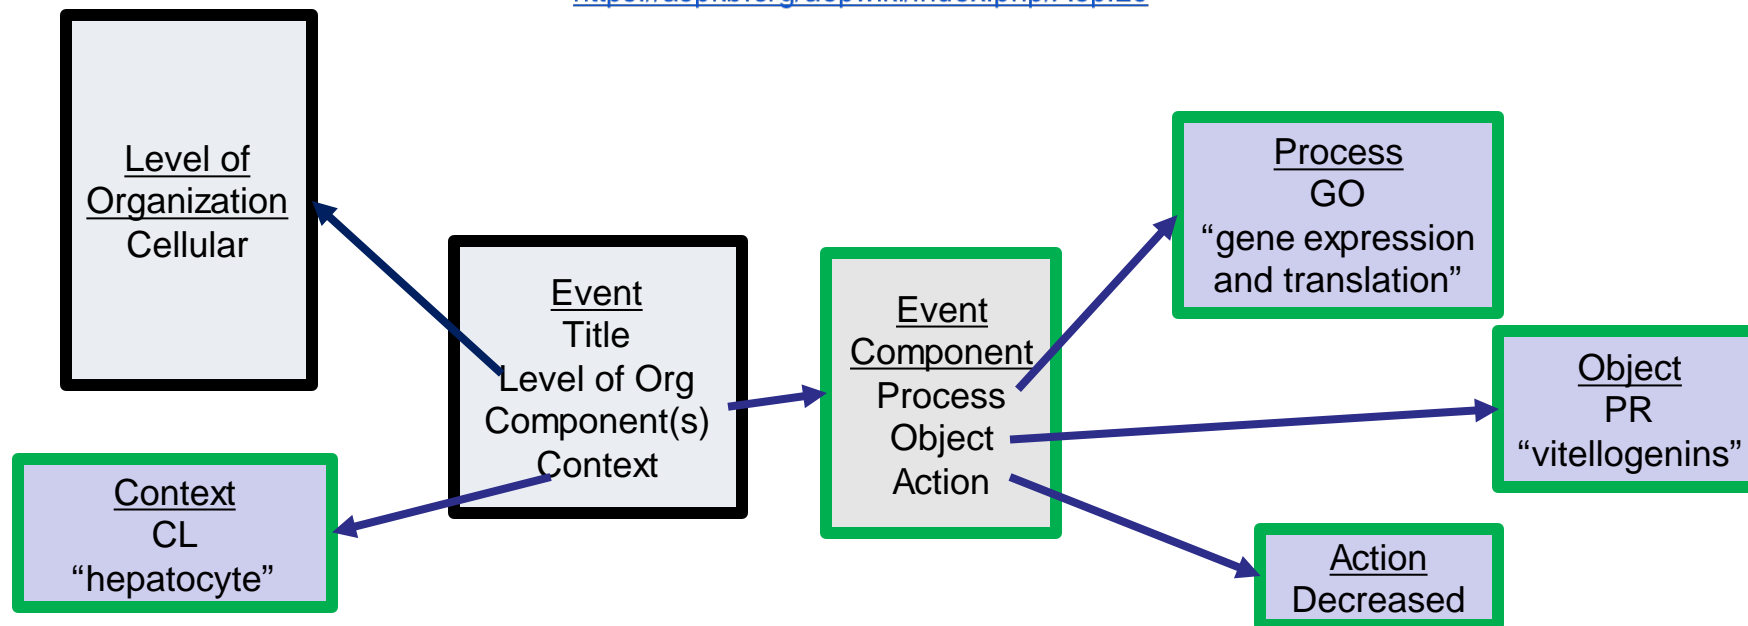 Level of
Organization
Cellular
Event
Title
Level of Org
Component(s)
Context
Context
CL
“hepatocyte”
Event
Component
Process
Object
Action
Process
GO
“gene expression
and translation”
Object
PR
“vitellogenins”
Action
Decreased